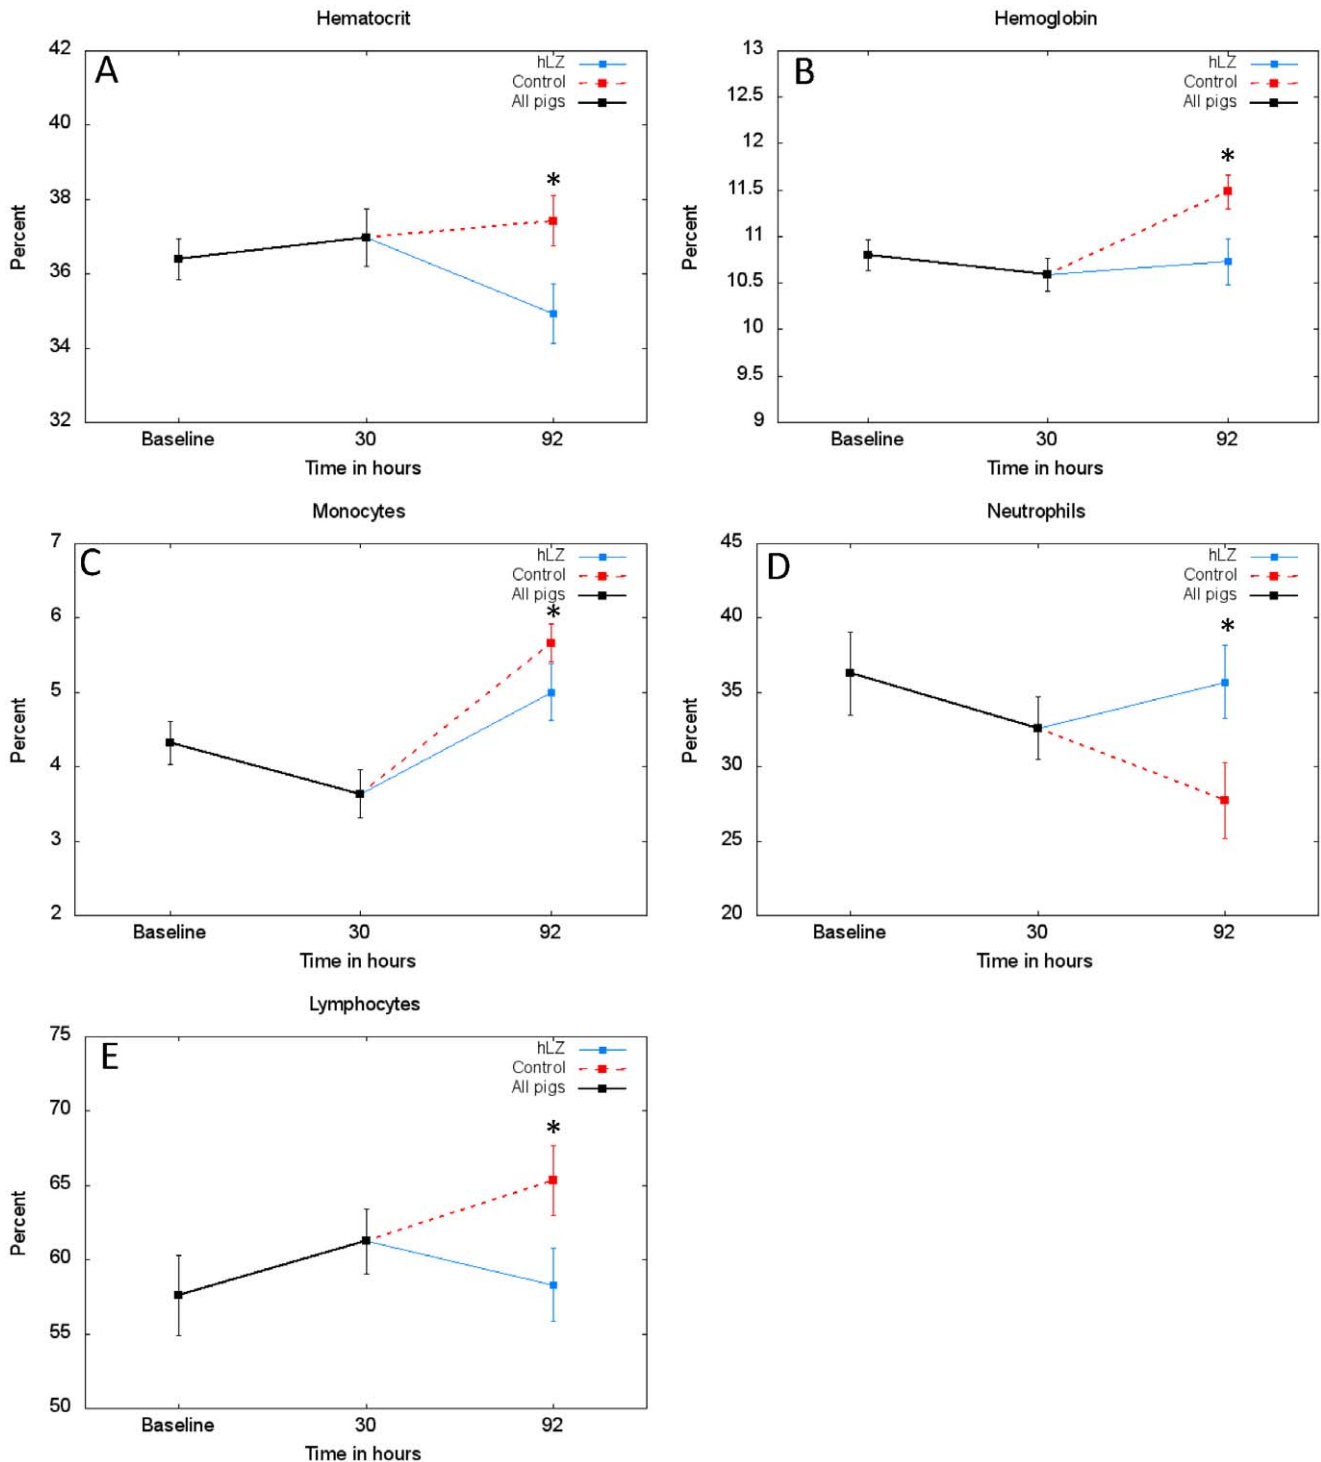 Hematocrit
A
hLZ
Control
All pigs
42
40
38
36
34
32
*
Percent
Baseline 30 92
Time in hours
Hemoglobin
B
hLZ
Control
All pigs
13
12.5
12
11.5
11
10.5
10
9.5
9
*
Percent
Baseline 30 92
Time in hours
Monocytes
C
hLZ
Control
All pigs
7
6
5
4
3
2
*
Percent
Baseline 30 92
Time in hours
Neutrophils
D
hLZ
Control
All pigs
45
40
35
30
25
20
*
Percent
Baseline 30 92
Time in hours
Lymphocytes
E
hLZ
Control
All pigs
75
70
65
60
55
50
*
Percent
Baseline 30 92
Time in hours